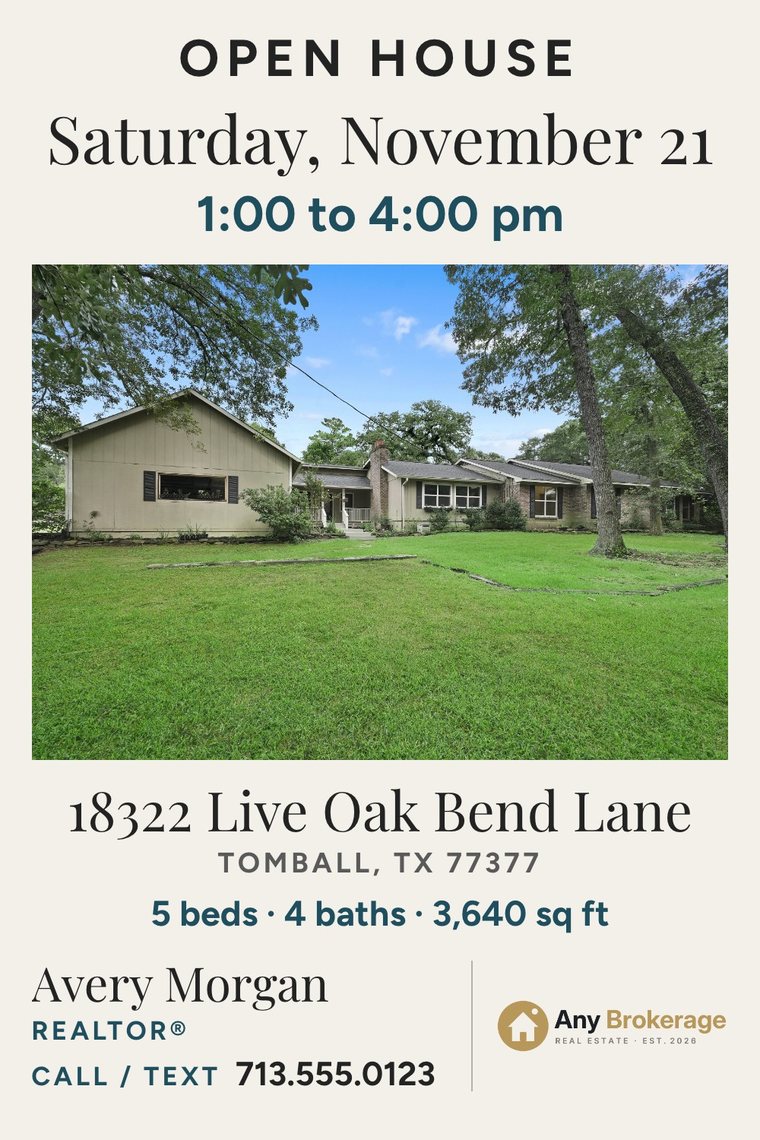 OPEN HOUSE
Saturday, November 21
1:00 to 4:00 pm
18322 Live Oak Bend Lane
TOMBALL, TX 77377
5 beds · 4 baths · 3,640 sq ft
Avery Morgan
REALTOR®
CALL / TEXT 713.555.0123
Any Brokerage
REAL ESTATE · EST. 2026